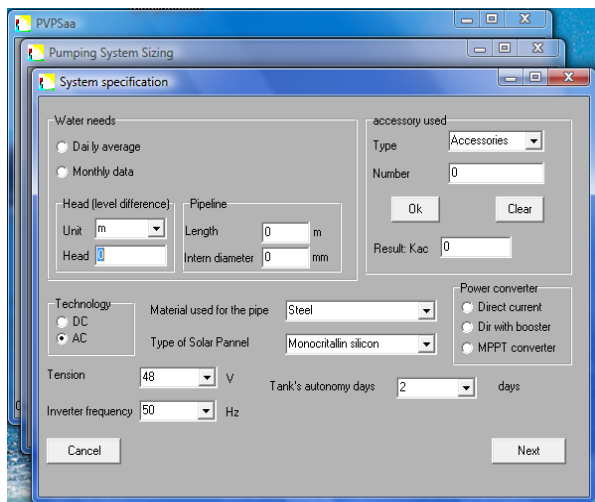 PVPSaa
Pumping System Sizing
System specification
Water needs
Daily average
Monthly data
Head (level difference)
Unit m
Head 0
Pipeline
Length 0 m
Intern diameter 0 mm
accessory used
Type Accessories
Number 0
Ok Clear
Result: Kac 0
Technology
DC
AC
Material used for the pipe Steel
Type of Solar Pannel Monocritallin silicon
Power converter
Direct current
Dir with booster
MPPT converter
Tension 48 V
Tank's autonomy days 2 days
Inverter frequency 50 Hz
Cancel Next